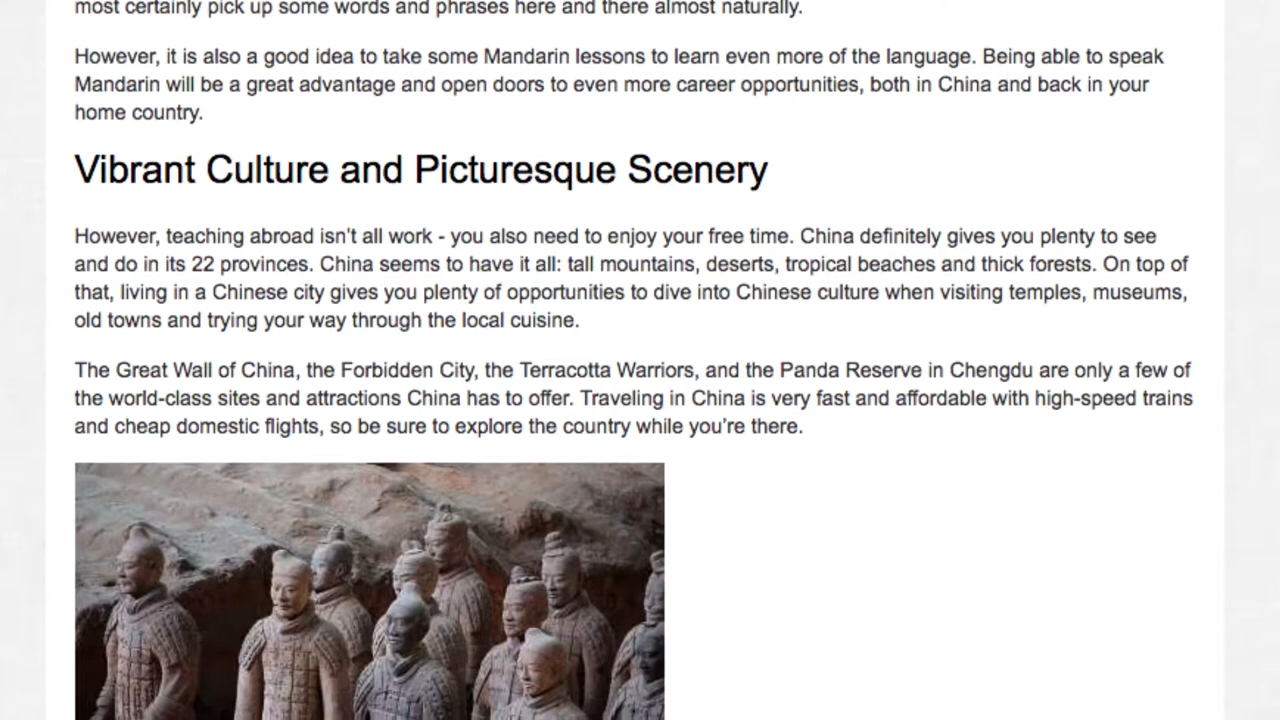 most certainly pick up some words and phrases here and there almost naturally.
However, it is also a good idea to take some Mandarin lessons to learn even more of the language. Being able to speak
Mandarin will be a great advantage and open doors to even more career opportunities, both in China and back in your
home country.
Vibrant Culture and Picturesque Scenery
However, teaching abroad isn't all work - you also need to enjoy your free time. China definitely gives you plenty to see
and do in its 22 provinces. China seems to have it all: tall mountains, deserts, tropical beaches and thick forests. On top of
that, living in a Chinese city gives you plenty of opportunities to dive into Chinese culture when visiting temples, museums,
old towns and trying your way through the local cuisine.
The Great Wall of China, the Forbidden City, the Terracotta Warriors, and the Panda Reserve in Chengdu are only a few of
the world-class sites and attractions China has to offer. Traveling in China is very fast and affordable with high-speed trains
and cheap domestic flights, so be sure to explore the country while you're there.